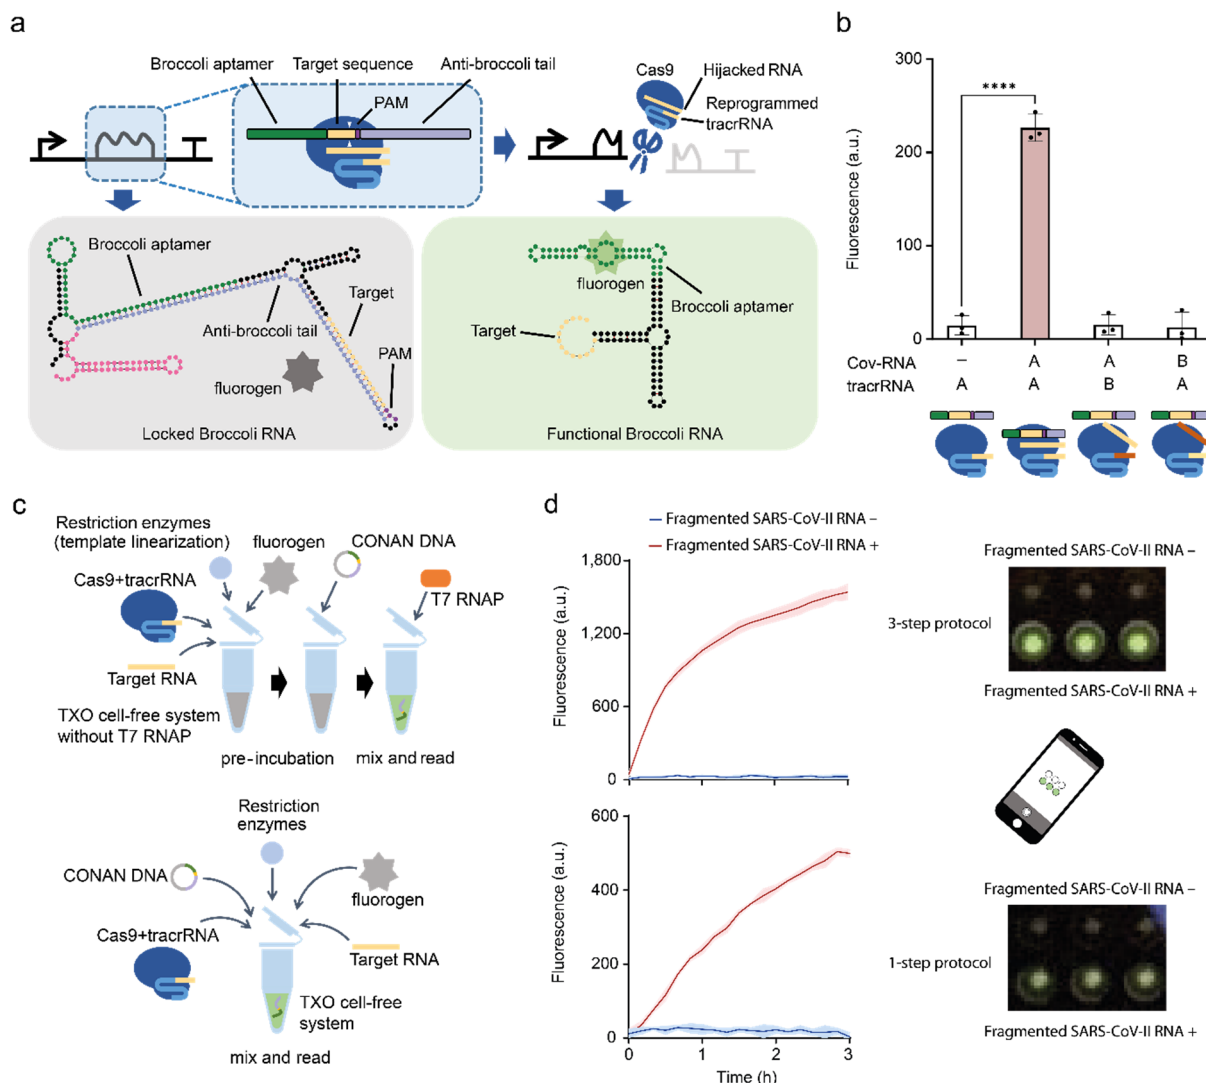 a
Broccoli aptamer
Target sequence
Anti-broccoli tail
PAM
Cas9
Hijacked RNA
Reprogrammed
tracrRNA
Broccoli aptamer
Anti-broccoli tail
Target
PAM
fluorogen
Locked Broccoli RNA
fluorogen
Broccoli aptamer
Target
Functional Broccoli RNA
b
Fluorescence (a.u.)
300
200
100
0
****
Cov-RNA – A A B
tracrRNA A A B A
c
Restriction enzymes
(template linearization)
fluorogen
CONAN DNA
T7 RNAP
Cas9+tracrRNA
Target RNA
TXO cell-free system
without T7 RNAP
pre-incubation
mix and read
Restriction
enzymes
CONAN DNA
fluorogen
Cas9+tracrRNA
Target RNA
TXO cell-free
system
mix and read
d
Fragmented SARS-CoV-II RNA –
Fragmented SARS-CoV-II RNA +
Fluorescence (a.u.)
1,800
1,200
600
0
Fluorescence (a.u.)
600
400
200
0
0 1 2 3
Time (h)
Fragmented SARS-CoV-II RNA –
3-step protocol
Fragmented SARS-CoV-II RNA +
Fragmented SARS-CoV-II RNA –
1-step protocol
Fragmented SARS-CoV-II RNA +